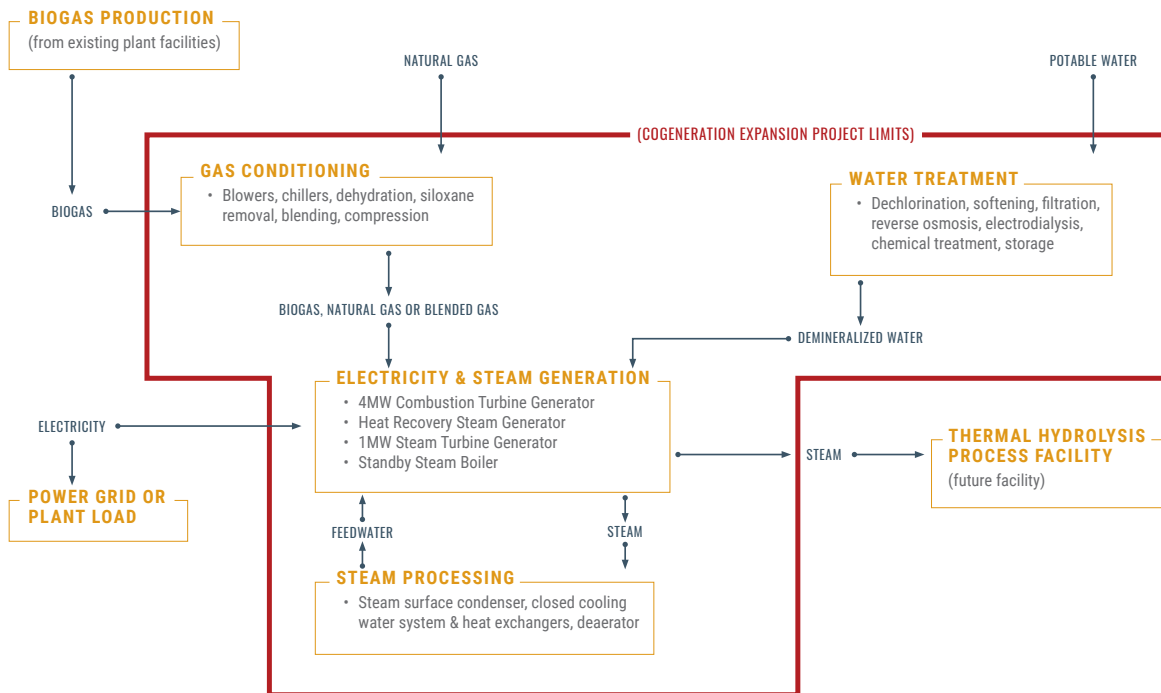 BIOGAS PRODUCTION
(from existing plant facilities)
NATURAL GAS
POTABLE WATER
(COGENERATION EXPANSION PROJECT LIMITS)
GAS CONDITIONING
• Blowers, chillers, dehydration, siloxane
removal, blending, compression
WATER TREATMENT
• Dechlorination, softening, filtration,
reverse osmosis, electrodialysis,
chemical treatment, storage
BIOGAS
BIOGAS, NATURAL GAS OR BLENDED GAS
DEMINERALIZED WATER
ELECTRICITY & STEAM GENERATION
• 4MW Combustion Turbine Generator
• Heat Recovery Steam Generator
• 1MW Steam Turbine Generator
• Standby Steam Boiler
ELECTRICITY
STEAM
THERMAL HYDROLYSIS
PROCESS FACILITY
(future facility)
POWER GRID OR
PLANT LOAD
FEEDWATER
STEAM
STEAM PROCESSING
• Steam surface condenser, closed cooling
water system & heat exchangers, deaerator